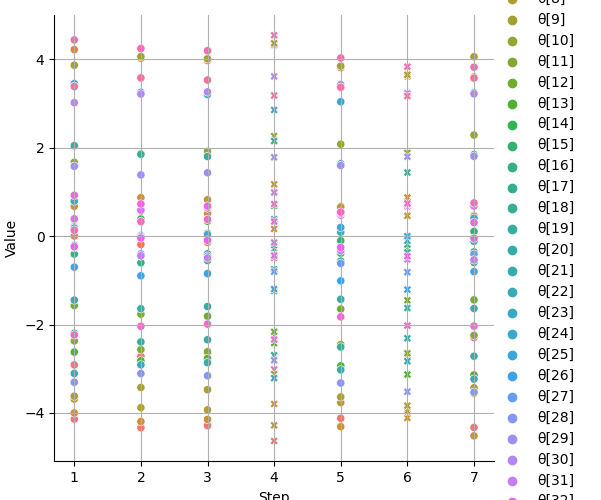 Value
4
2
0
−2
−4
1
2
3
4
5
6
7
Step
θ[8]
θ[9]
θ[10]
θ[11]
θ[12]
θ[13]
θ[14]
θ[15]
θ[16]
θ[17]
θ[18]
θ[19]
θ[20]
θ[21]
θ[22]
θ[23]
θ[24]
θ[25]
θ[26]
θ[27]
θ[28]
θ[29]
θ[30]
θ[31]
θ[32]